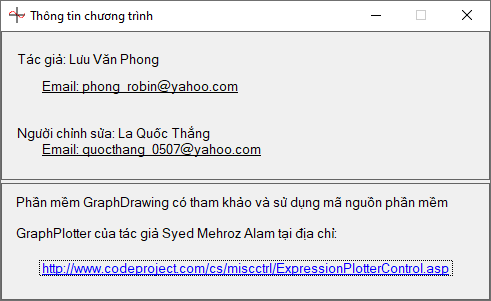 Thông tin chương trình
Tác giả: Lưu Văn Phong
Email: phong_robin@yahoo.com
Người chỉnh sửa: La Quốc Thắng
Email: quocthang_0507@yahoo.com
Phần mềm GraphDrawing có tham khảo và sử dụng mã nguồn phần mềm
GraphPlotter của tác giả Syed Mehroz Alam tại địa chỉ:
http://www.codeproject.com/cs/miscctrl/ExpressionPlotterControl.asp